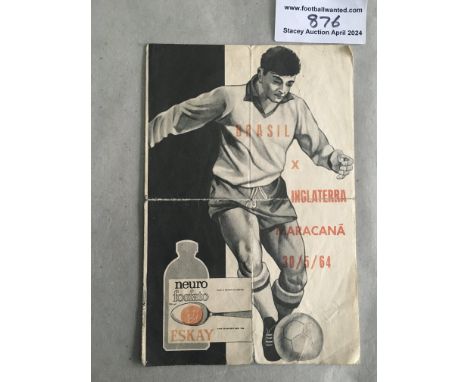 www.footballwanted.com
876
Stacey Auction April 2024
BRASIL
X
INGLATERRA
MARACANÃ
30/5/64
neuro
fosfato
ESKAY